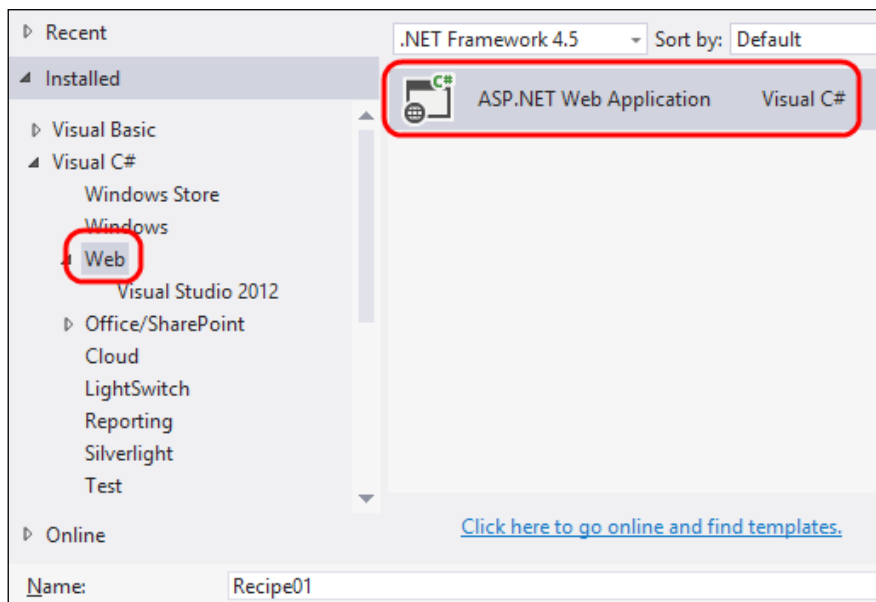 Recent
.NET Framework 4.5 Sort by: Default
Installed
C# ASP.NET Web Application Visual C#
Visual Basic
Visual C#
Windows Store
Windows
Web
Visual Studio 2012
Office/SharePoint
Cloud
LightSwitch
Reporting
Silverlight
Test
Online
Click here to go online and find templates.
Name: Recipe01